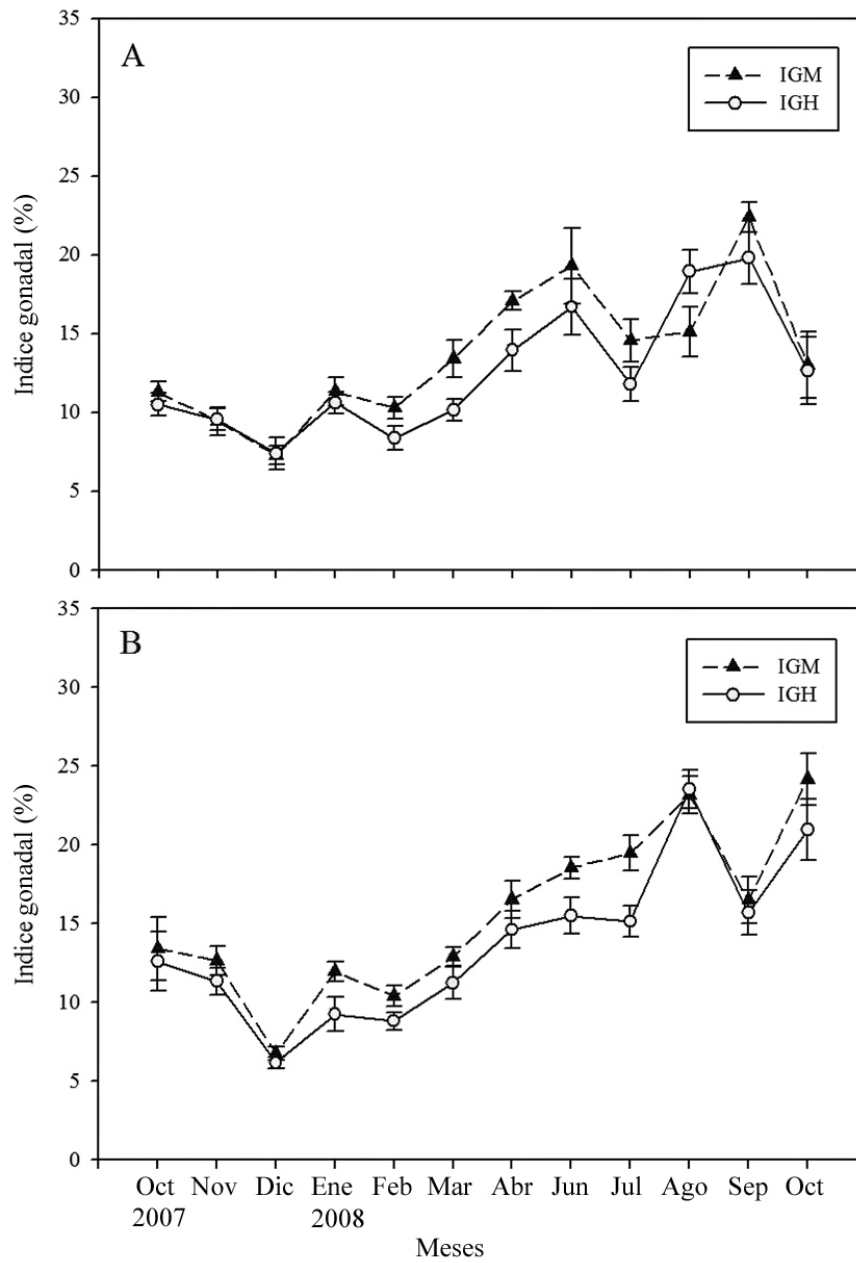 A
IGM
IGH
Indice gonadal (%)
35
30
25
20
15
10
5
0
B
IGM
IGH
Indice gonadal (%)
35
30
25
20
15
10
5
0
Oct Nov Dic Ene Feb Mar Abr Jun Jul Ago Sep Oct
2007 2008
Meses